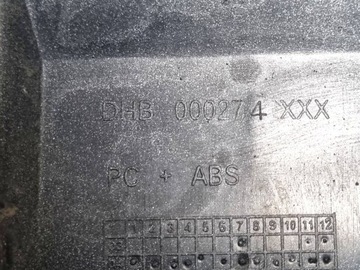 DHB 000274 XXX
PC + ABS
1 2 3 4 5 6 7 8 9 10 11 12